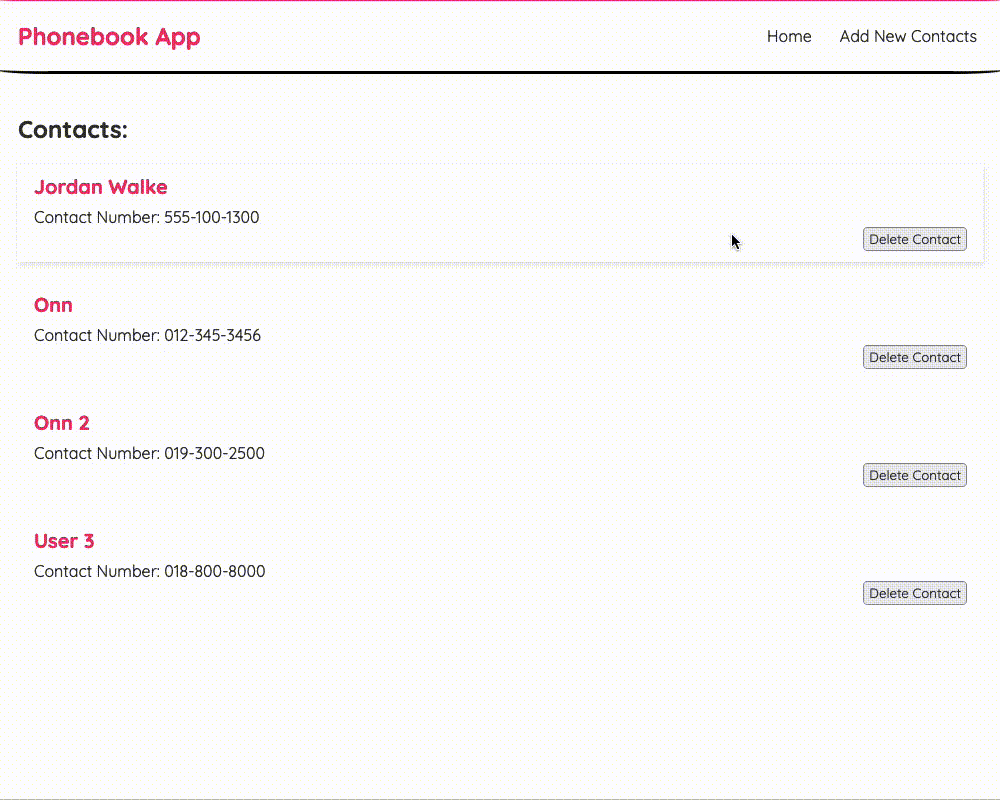 Phonebook App
Home
Add New Contacts
Contacts:
Jordan Walke
Contact Number: 555-100-1300
Delete Contact
Onn
Contact Number: 012-345-3456
Delete Contact
Onn 2
Contact Number: 019-300-2500
Delete Contact
User 3
Contact Number: 018-800-8000
Delete Contact